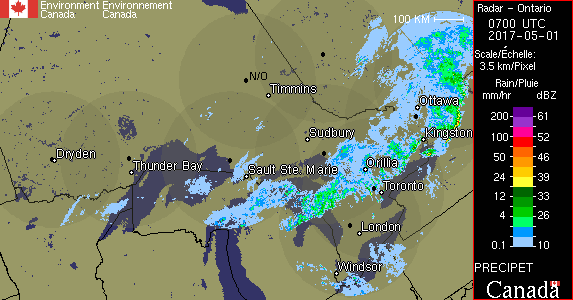 Environment Environnement
Canada Canada
100 KM
N/O
Timmins
Ottawa
Sudbury
Kingston
Dryden
Thunder Bay
Sault Ste. Marie
Orillia
Toronto
London
Windsor
Radar - Ontario
0700 UTC
2017-05-01
Scale/Échelle:
3.5 km/Pixel
Rain/Pluie
mm/hr dBZ
200 61
100 56
50 46
24 39
12 33
4 26
0.1 10
PRECIPET
Canada